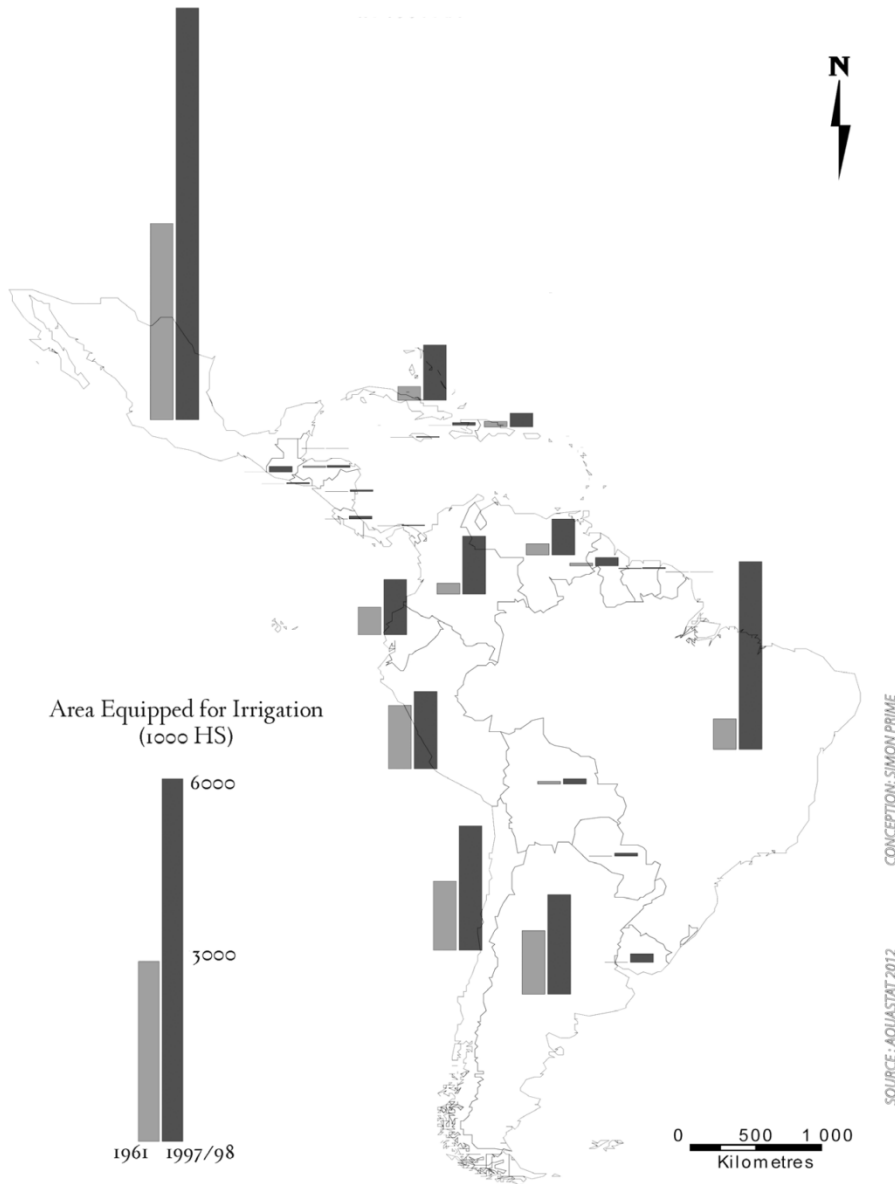 N
Area Equipped for Irrigation
(1000 HS)
6000
3000
1961 1997/98
CONCEPTION: SIMON PRIME
SOURCE: AQUASTAT 2012
0 500 1 000
Kilometres